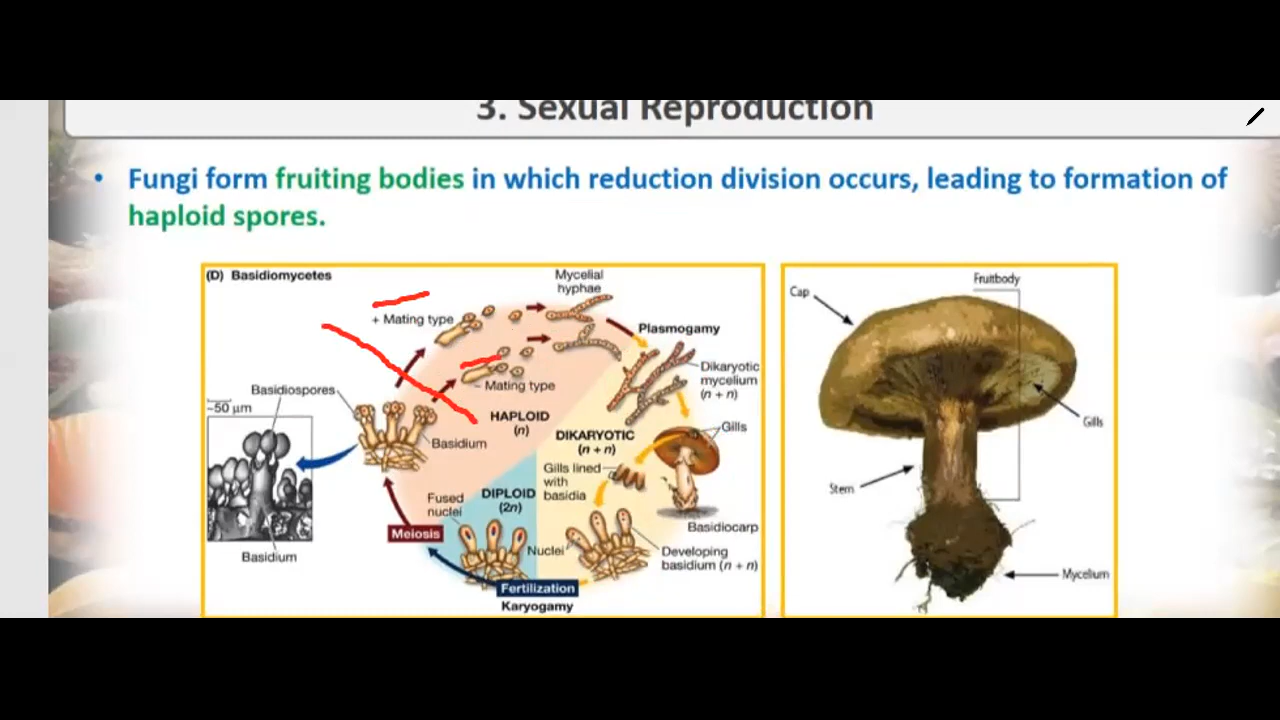 3. Sexual Reproduction
• Fungi form fruiting bodies in which reduction division occurs, leading to formation of
haploid spores.
(D) Basidiomycetes
Mycelial
hyphae
+ Mating type
Plasmogamy
Dikaryotic
mycelium
(n + n)
– Mating type
Basidiospores
~50 µm
HAPLOID
(n)
Basidium
DIKARYOTIC
(n + n)
Gills
Gills lined
with
basidia
DIPLOID
(2n)
Fused
nuclei
Meiosis
Basidiocarp
Nuclei
Developing
basidium (n + n)
Basidium
Fertilization
Karyogamy
Fruitbody
Cap
Gills
Stem
Mycelium